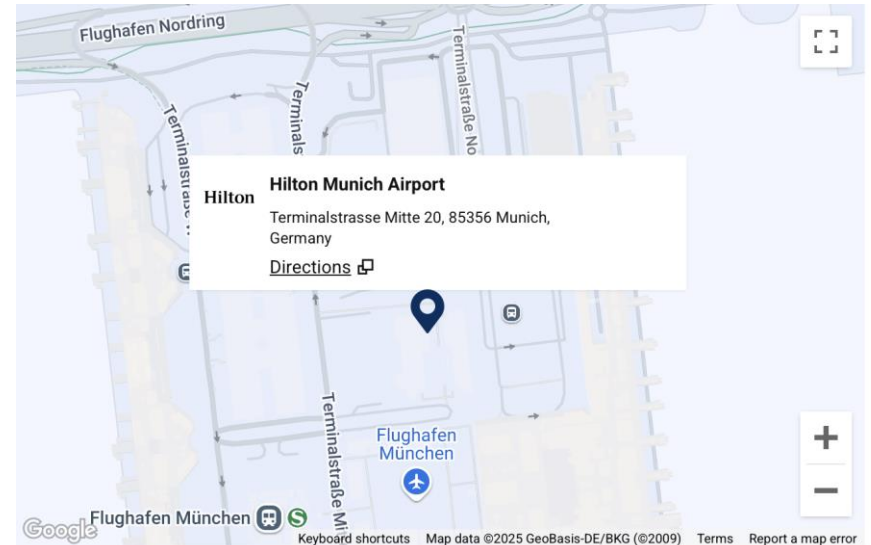 Flughafen Nordring
Terminalstraße No
Terminals
Terminalstraße
Hilton
Hilton Munich Airport
Terminalstrasse Mitte 20, 85356 Munich,
Germany
Directions
Terminalstraße Mi
Flughafen
München
Flughafen München
S
Google
Keyboard shortcuts
Map data ©2025 GeoBasis-DE/BKG (©2009)
Terms
Report a map error